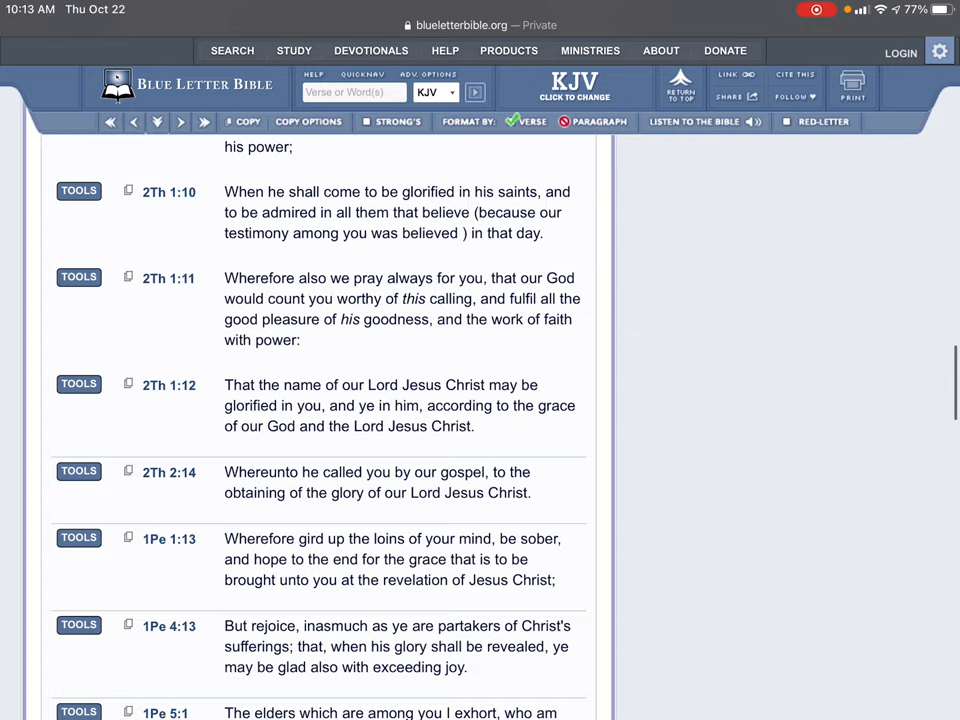 10:13 AM Thu Oct 22 77%
blueletterbible.org — Private
SEARCH STUDY DEVOTIONALS HELP PRODUCTS MINISTRIES ABOUT DONATE LOGIN
HELP QUICKNAV ADV. OPTIONS
BLUE LETTER BIBLE
Verse or Word(s) KJV
KJV
CLICK TO CHANGE
RETURN TO TOP
LINK CITE THIS
SHARE FOLLOW
PRINT
COPY COPY OPTIONS STRONG'S FORMAT BY: VERSE PARAGRAPH LISTEN TO THE BIBLE RED-LETTER
his power;
TOOLS 2Th 1:10 When he shall come to be glorified in his saints, and
to be admired in all them that believe (because our
testimony among you was believed ) in that day.
TOOLS 2Th 1:11 Wherefore also we pray always for you, that our God
would count you worthy of this calling, and fulfil all the
good pleasure of his goodness, and the work of faith
with power:
TOOLS 2Th 1:12 That the name of our Lord Jesus Christ may be
glorified in you, and ye in him, according to the grace
of our God and the Lord Jesus Christ.
TOOLS 2Th 2:14 Whereunto he called you by our gospel, to the
obtaining of the glory of our Lord Jesus Christ.
TOOLS 1Pe 1:13 Wherefore gird up the loins of your mind, be sober,
and hope to the end for the grace that is to be
brought unto you at the revelation of Jesus Christ;
TOOLS 1Pe 4:13 But rejoice, inasmuch as ye are partakers of Christ's
sufferings; that, when his glory shall be revealed, ye
may be glad also with exceeding joy.
TOOLS 1Pe 5:1 The elders which are among you I exhort, who am